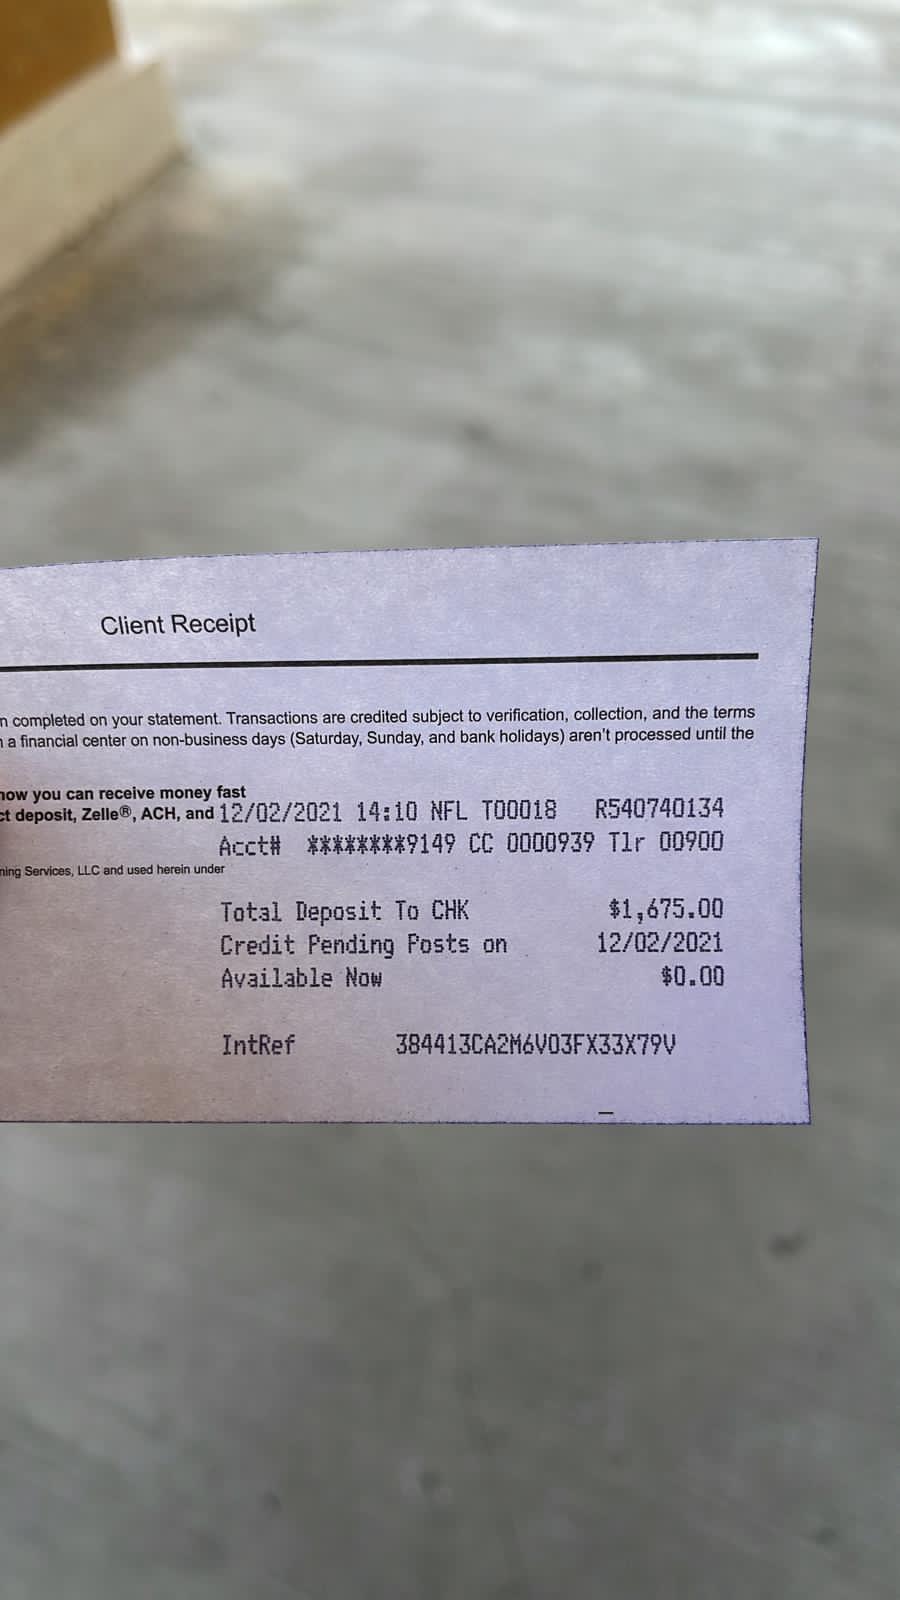 Client Receipt
n completed on your statement. Transactions are credited subject to verification, collection, and the terms
a financial center on non-business days (Saturday, Sunday, and bank holidays) aren't processed until the
how you can receive money fast
ct deposit, Zelle®, ACH, and
12/02/2021 14:10 NFL T00018 R540740134
Acct# ********9149 CC 0000939 Tlr 00900
ning Services, LLC and used herein under
Total Deposit To CHK $1,675.00
Credit Pending Posts on 12/02/2021
Available Now $0.00
IntRef 384413CA2M6V03FX33X79V